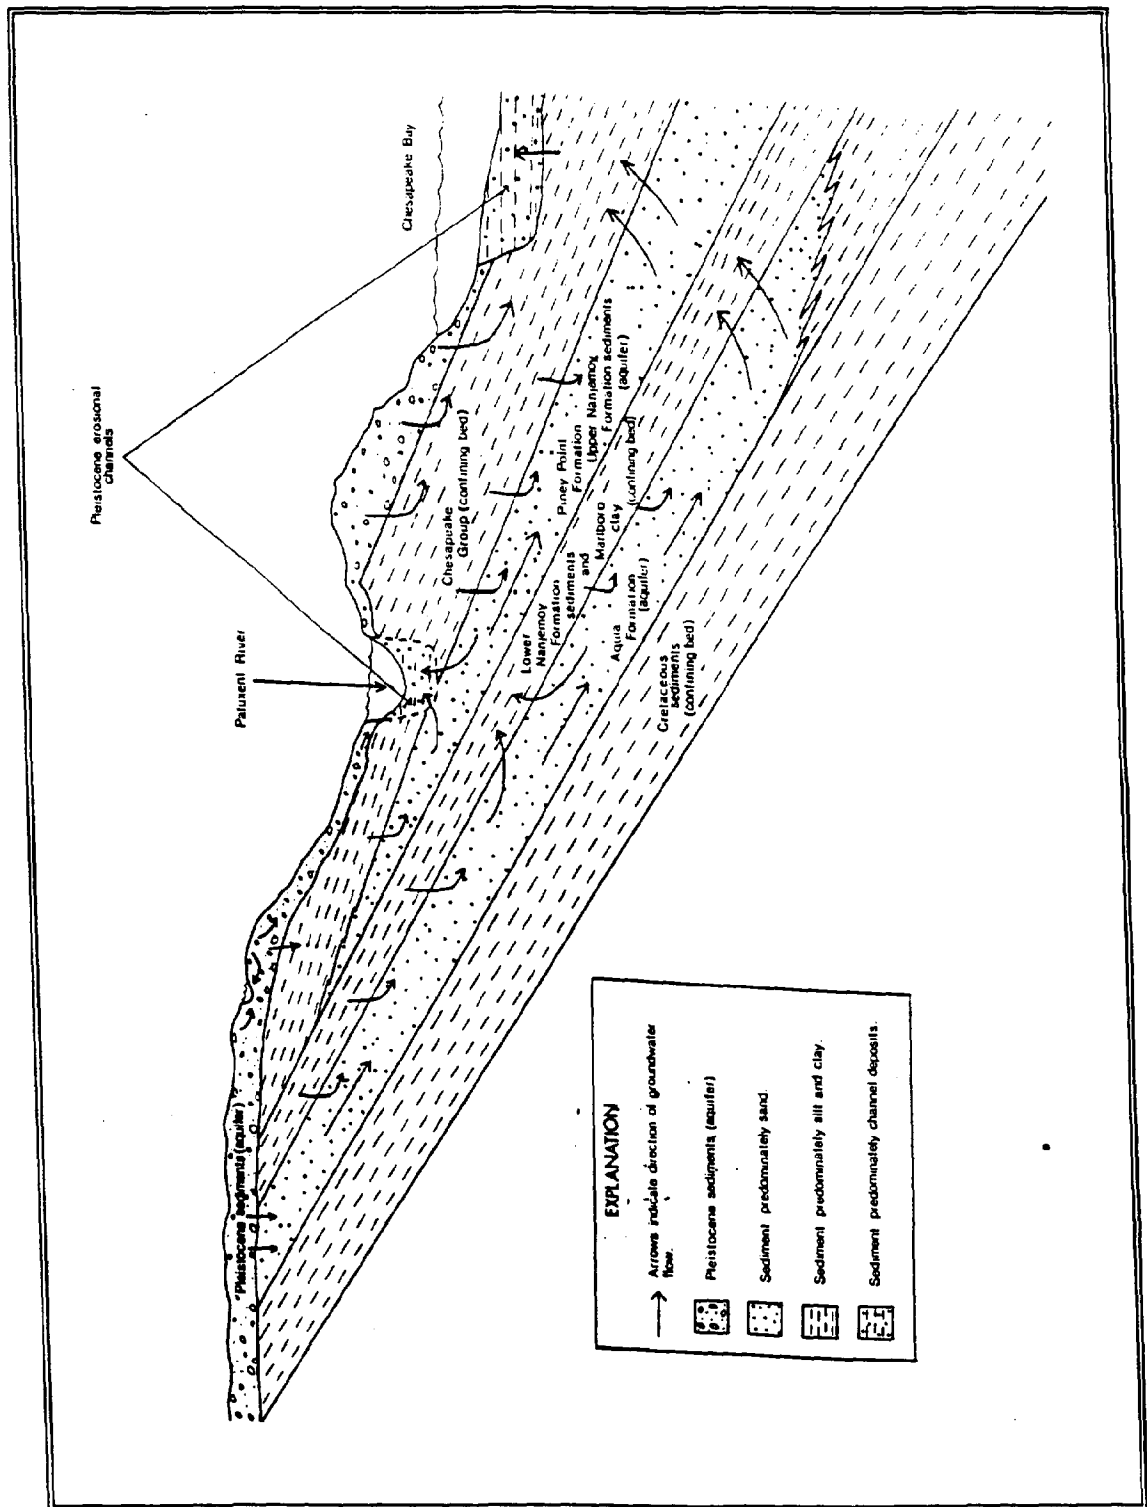 Pleistocene erosional
channels
Patuxent River
Chesapeake Bay
Pleistocene sediments (aquifer)
Chesapeake
Group (confining bed)
Piney Point
Formation
Upper Nanjemoy
Formation sediments
(aquifer)
Lower
Nanjemoy
Formation
sediments and
Marlboro
clay
(confining bed)
Aquia
Formation
(aquifer)
Cretaceous
sediments
(confining bed)
EXPLANATION
Arrows indicate direction of groundwater
flow.
Pleistocene sediments (aquifer)
Sediment predominately sand.
Sediment predominately silt and clay.
Sediment predominately channel deposits.